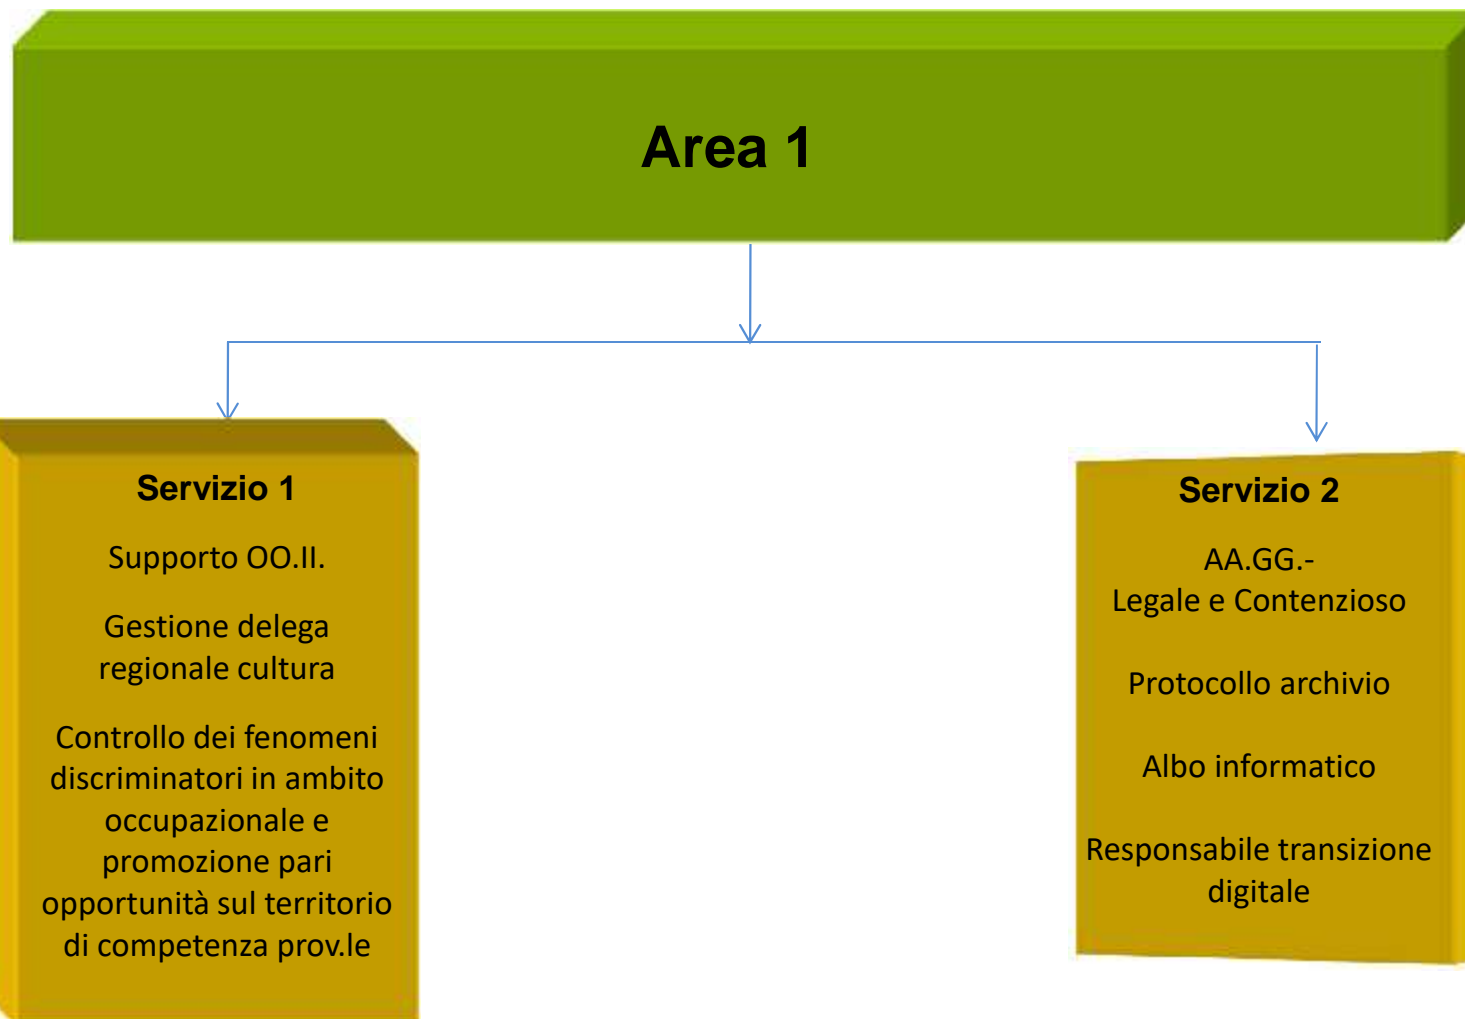 Area 1
Servizio 1
Supporto OO.II.
Gestione delega
regionale cultura
Controllo dei fenomeni
discriminatori in ambito
occupazionale e
promozione pari
opportunità sul territorio
di competenza prov.le
Servizio 2
AA.GG.-
Legale e Contenzioso
Protocollo archivio
Albo informatico
Responsabile transizione
digitale